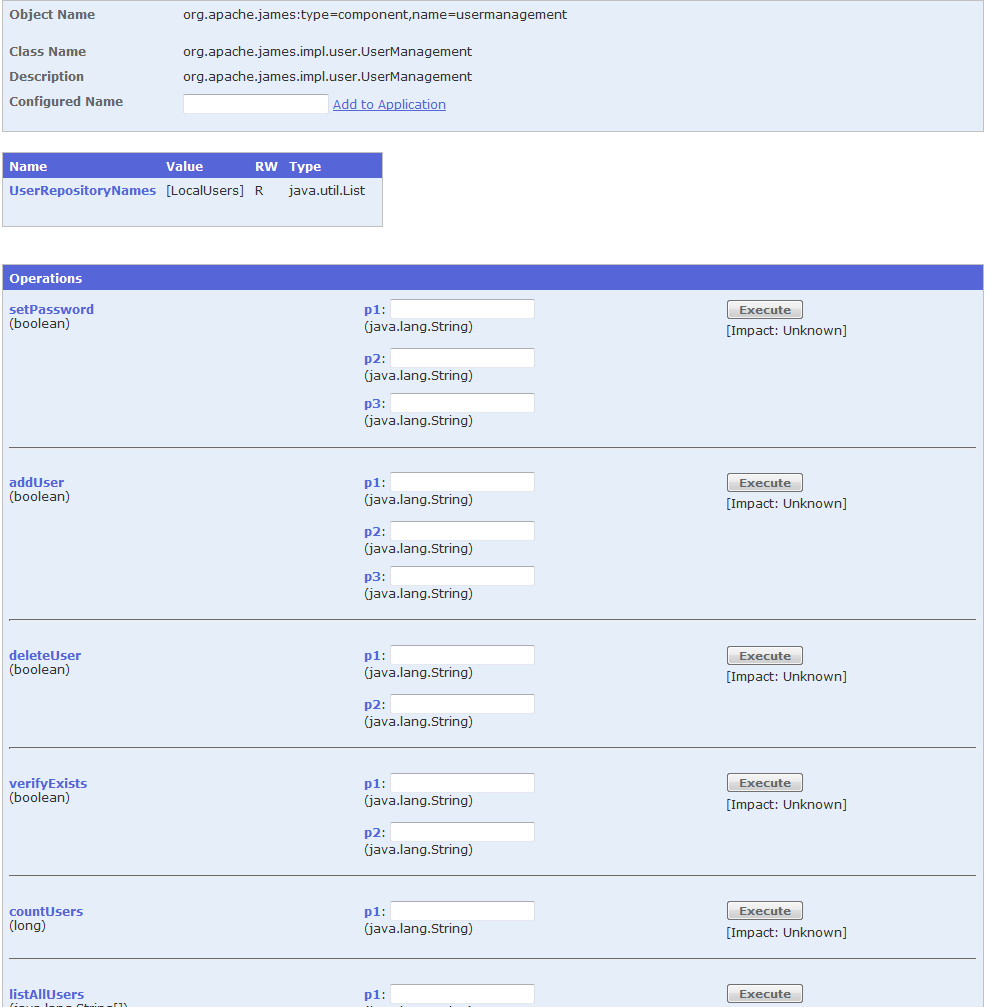 Object Name org.apache.james:type=component,name=usermanagement
Class Name org.apache.james.impl.user.UserManagement
Description org.apache.james.impl.user.UserManagement
Configured Name Add to Application
Name Value RW Type
UserRepositoryNames [LocalUsers] R java.util.List
Operations
setPassword p1: Execute
(boolean) (java.lang.String) [Impact: Unknown]
p2:
(java.lang.String)
p3:
(java.lang.String)
addUser p1: Execute
(boolean) (java.lang.String) [Impact: Unknown]
p2:
(java.lang.String)
p3:
(java.lang.String)
deleteUser p1: Execute
(boolean) (java.lang.String) [Impact: Unknown]
p2:
(java.lang.String)
verifyExists p1: Execute
(boolean) (java.lang.String) [Impact: Unknown]
p2:
(java.lang.String)
countUsers p1: Execute
(long) (java.lang.String) [Impact: Unknown]
listAllUsers p1: Execute